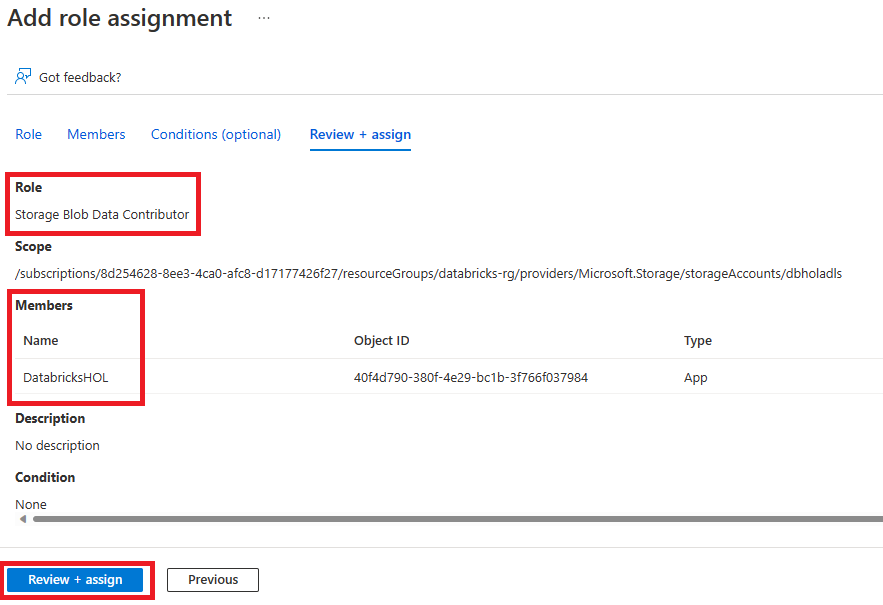 Add role assignment ...
Got feedback?
Role Members Conditions (optional) Review + assign
Role
Storage Blob Data Contributor
Scope
/subscriptions/8d254628-8ee3-4ca0-afc8-d17177426f27/resourceGroups/databricks-rg/providers/Microsoft.Storage/storageAccounts/dbholadls
Members
Name Object ID Type
DatabricksHOL 40f4d790-380f-4e29-bc1b-3f766f037984 App
Description
No description
Condition
None
Review + assign Previous